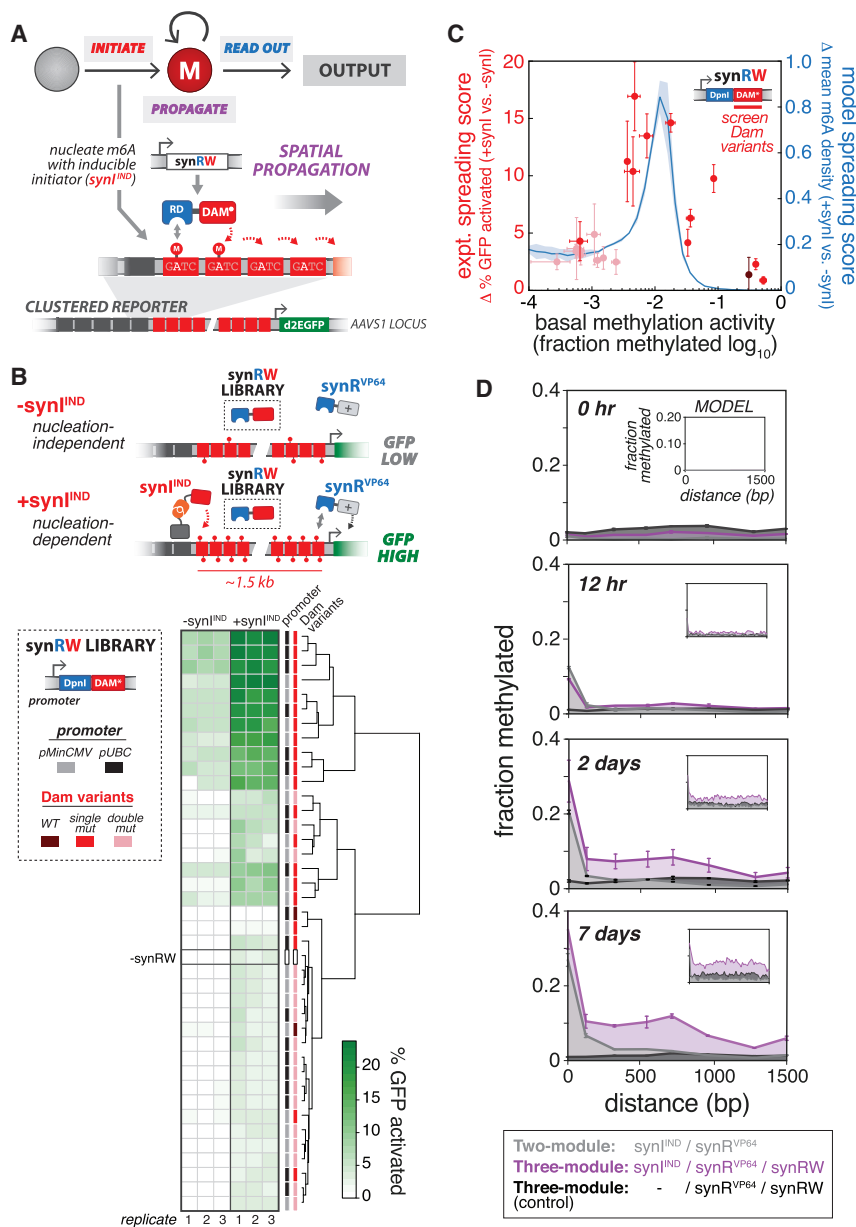 A
INITIATE
M
READ OUT
OUTPUT
PROPAGATE
nucleate m6A
with inducible
initiator (synI^IND)
synRW
SPATIAL
PROPAGATION
RD
DAM*
M
M
GATC
GATC
GATC
GATC
CLUSTERED REPORTER
d2EGFP
AAVS1 LOCUS
B
-synI^IND
nucleation-
independent
synRW
LIBRARY
synR^VP64
+
GFP
LOW
+synI^IND
nucleation-
dependent
synI^IND
synRW
LIBRARY
synR^VP64
+
GFP
HIGH
~1.5 kb
synRW LIBRARY
DpnI
DAM*
promoter
promoter
pMinCMV
pUBC
Dam variants
WT
single
mut
double
mut
-synI^IND
+synI^IND
promoter
Dam
variants
-synRW
20
15
10
5
0
% GFP activated
replicate
1 2 3 1 2 3
C
expt. spreading score
Δ % GFP activated (+synI vs. -synI)
20
15
10
5
0
synRW
DpnI
DAM*
screen
Dam
variants
1.0
0.8
0.6
0.4
0.2
0
model spreading score
Δ mean m6A density (+synI vs. -synI)
-4
-3
-2
-1
0
basal methylation activity
(fraction methylated log₁₀)
D
fraction methylated
0.4
0.2
0
0 hr
MODEL
fraction
methylated
0.20
0.10
0.00
0
1500
distance (bp)
0.4
0.2
0
12 hr
0.4
0.2
0
2 days
0.4
0.2
0
7 days
0
500
1000
1500
distance (bp)
Two-module: synI^IND / synR^VP64
Three-module: synI^IND / synR^VP64 / synRW
Three-module: - / synR^VP64 / synRW
(control)